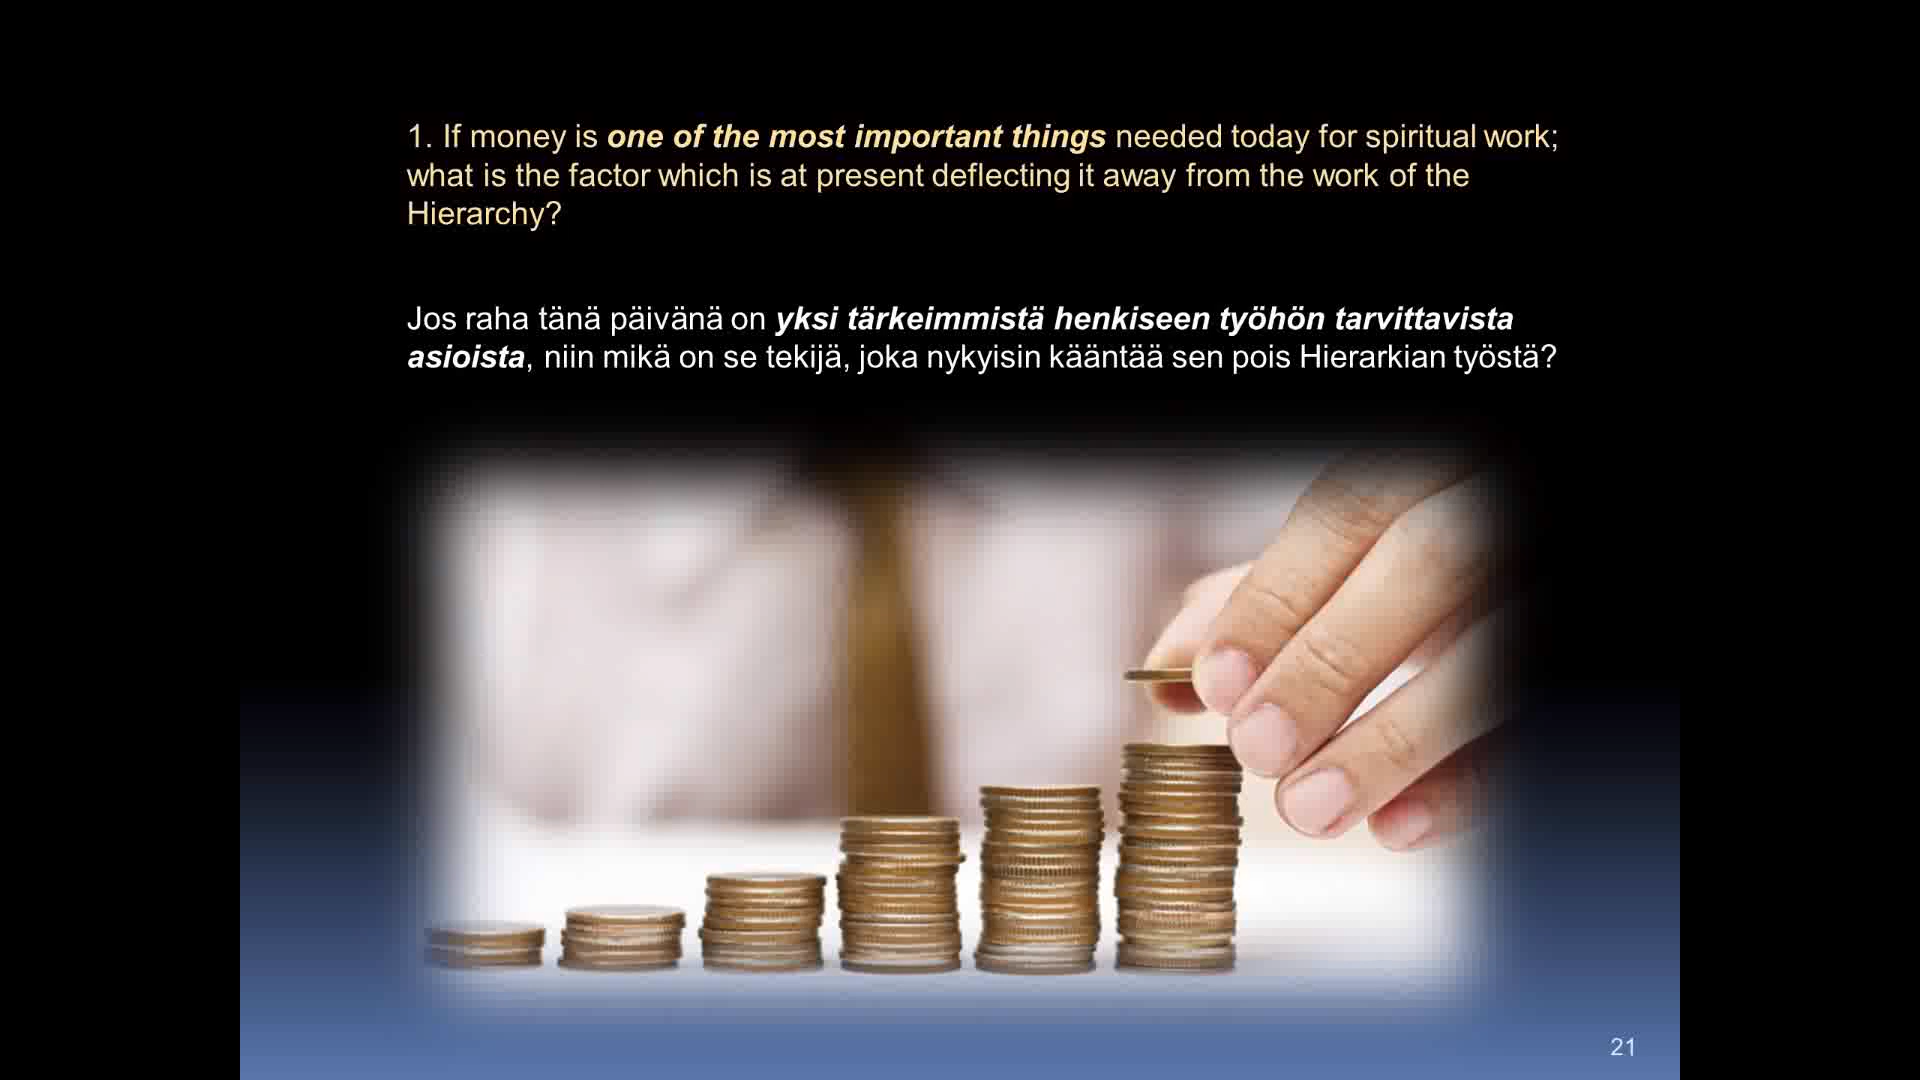 1. If money is one of the most important things needed today for spiritual work;
what is the factor which is at present deflecting it away from the work of the
Hierarchy?
Jos raha tänä päivänä on yksi tärkeimmistä henkiseen työhön tarvittavista
asioista, niin mikä on se tekijä, joka nykyisin kääntää sen pois Hierarkian työstä?
21